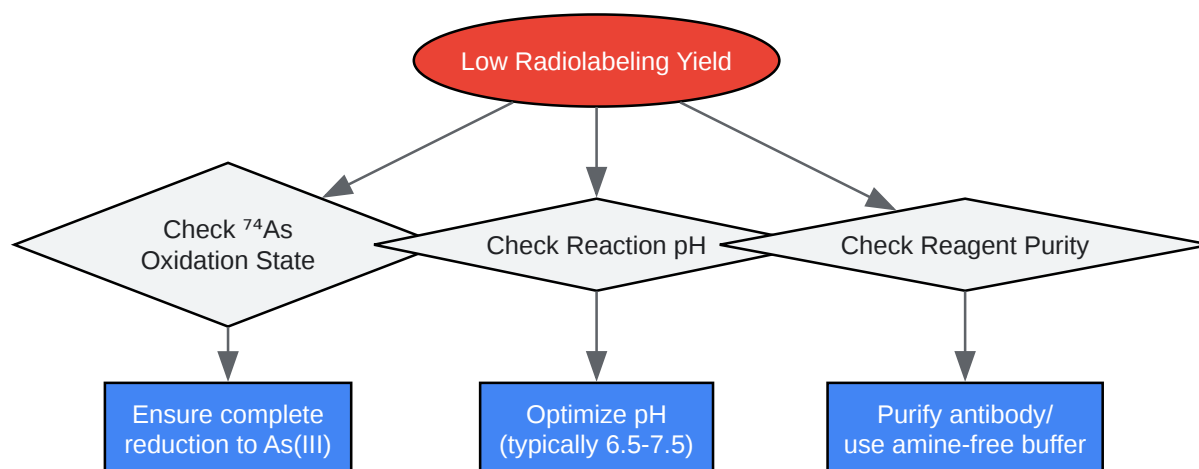 Low Radiolabeling Yield
Check ⁷⁴As
Oxidation State
Check Reaction pH
Check Reagent Purity
Ensure complete
reduction to As(III)
Optimize pH
(typically 6.5-7.5)
Purify antibody/
use amine-free buffer